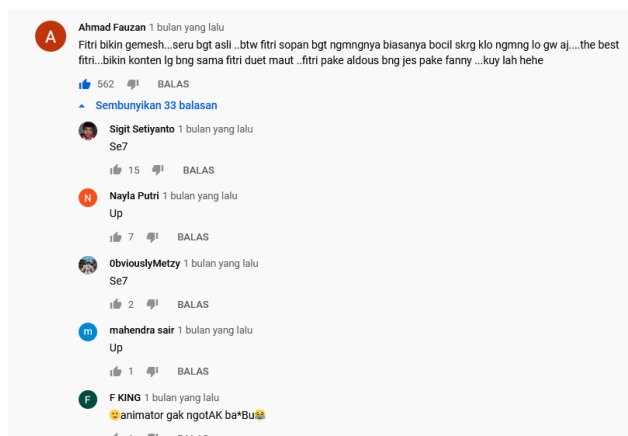 A
Ahmad Fauzan 1 bulan yang lalu
Fitri bikin gemesh...seru bgt asli ..btw fitri sopan bgt ngmngnya biasanya bocil skrg klo ngmng lo gw aj....the best
fitri...bikin konten lg bng sama fitri duet maut ..fitri pake aldous bng jes pake fanny ...kuy lah hehe
562 BALAS
Sembunyikan 33 balasan
Sigit Setiyanto 1 bulan yang lalu
Se7
15 BALAS
N
Nayla Putri 1 bulan yang lalu
Up
7 BALAS
0bviouslyMetzy 1 bulan yang lalu
Se7
2 BALAS
m
mahendra sair 1 bulan yang lalu
Up
1 BALAS
F
F KING 1 bulan yang lalu
🙂animator gak ngotAK ba*Bu😂